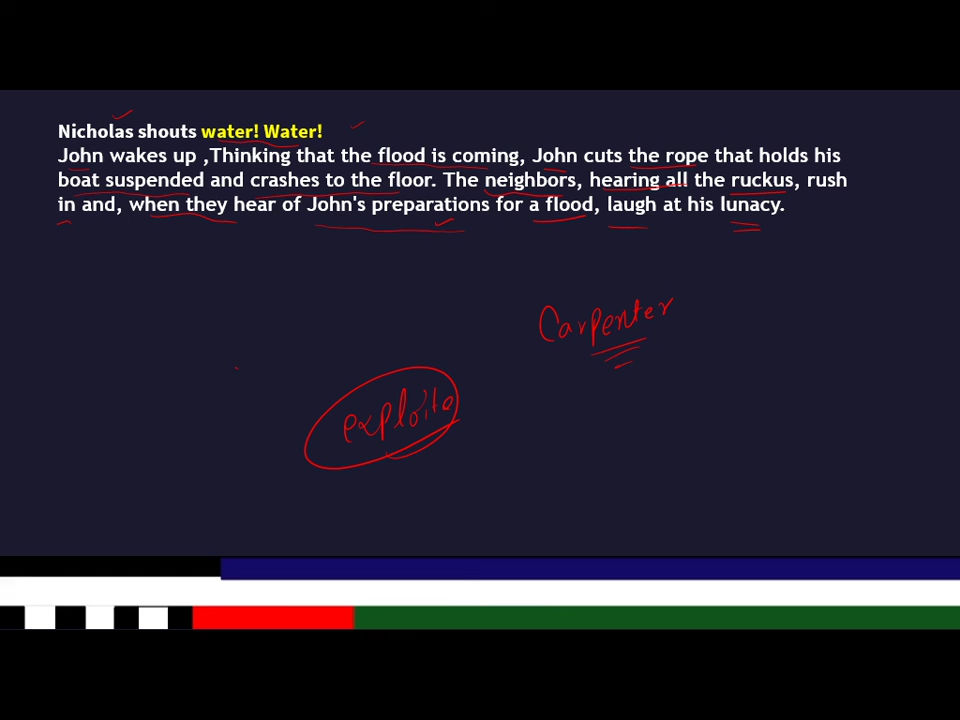 Nicholas shouts water! Water!
John wakes up ,Thinking that the flood is coming, John cuts the rope that holds his
boat suspended and crashes to the floor. The neighbors, hearing all the ruckus, rush
in and, when they hear of John's preparations for a flood, laugh at his lunacy.
Carpenter
exploite